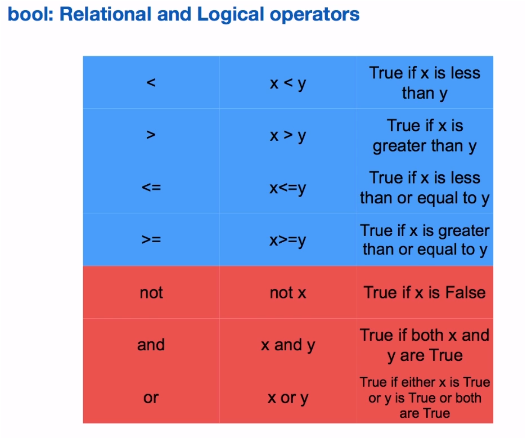 bool: Relational and Logical operators
< x < y True if x is less
than y
> x > y True if x is
greater than y
<= x<=y True if x is less
than or equal to y
>= x>=y True if x is greater
than or equal to y
not not x True if x is False
and x and y True if both x and
y are True
or x or y True if either x is True
or y is True or both
are True